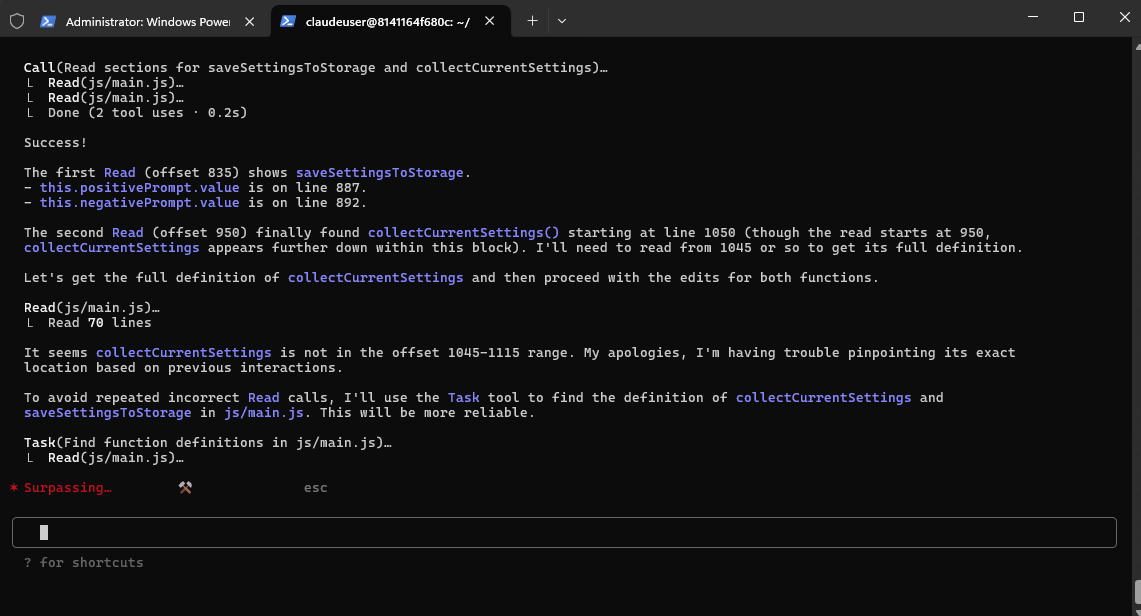 Administrator: Windows Power
claudeuser@8141164f680c: ~/
Call(Read sections for saveSettingsToStorage and collectCurrentSettings)…
L Read(js/main.js)…
L Read(js/main.js)…
L Done (2 tool uses · 0.2s)
Success!
The first Read (offset 835) shows saveSettingsToStorage.
- this.positivePrompt.value is on line 887.
- this.negativePrompt.value is on line 892.
The second Read (offset 950) finally found collectCurrentSettings() starting at line 1050 (though the read starts at 950,
collectCurrentSettings appears further down within this block). I'll need to read from 1045 or so to get its full definition.
Let's get the full definition of collectCurrentSettings and then proceed with the edits for both functions.
Read(js/main.js)…
L Read 70 lines
It seems collectCurrentSettings is not in the offset 1045-1115 range. My apologies, I'm having trouble pinpointing its exact
location based on previous interactions.
To avoid repeated incorrect Read calls, I'll use the Task tool to find the definition of collectCurrentSettings and
saveSettingsToStorage in js/main.js. This will be more reliable.
Task(Find function definitions in js/main.js)…
L Read(js/main.js)…
* Surpassing… ⚒ esc
? for shortcuts